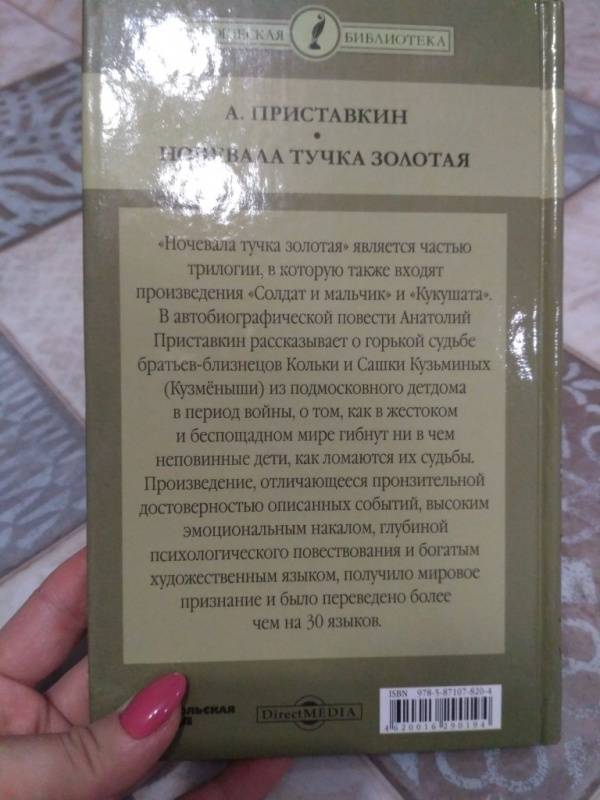 БИБЛИОТЕКА
А. ПРИСТАВКИН
•
НОЧЕВАЛА ТУЧКА ЗОЛОТАЯ
«Ночевала тучка золотая» является частью
трилогии, в которую также входят
произведения «Солдат и мальчик» и «Кукушата».
В автобиографической повести Анатолий
Приставкин рассказывает о горькой судьбе
братьев-близнецов Кольки и Сашки Кузьминых
(Кузмёныши) из подмосковного детдома
в период войны, о том, как в жестоком
и беспощадном мире гибнут ни в чем
неповинные дети, как ломаются их судьбы.
Произведение, отличающееся пронзительной
достоверностью описанных событий, высоким
эмоциональным накалом, глубиной
психологического повествования и богатым
художественным языком, получило мировое
признание и было переведено более
чем на 30 языков.
ISBN 978-5-87107-820-4
DirectMEDIA
4620016290194